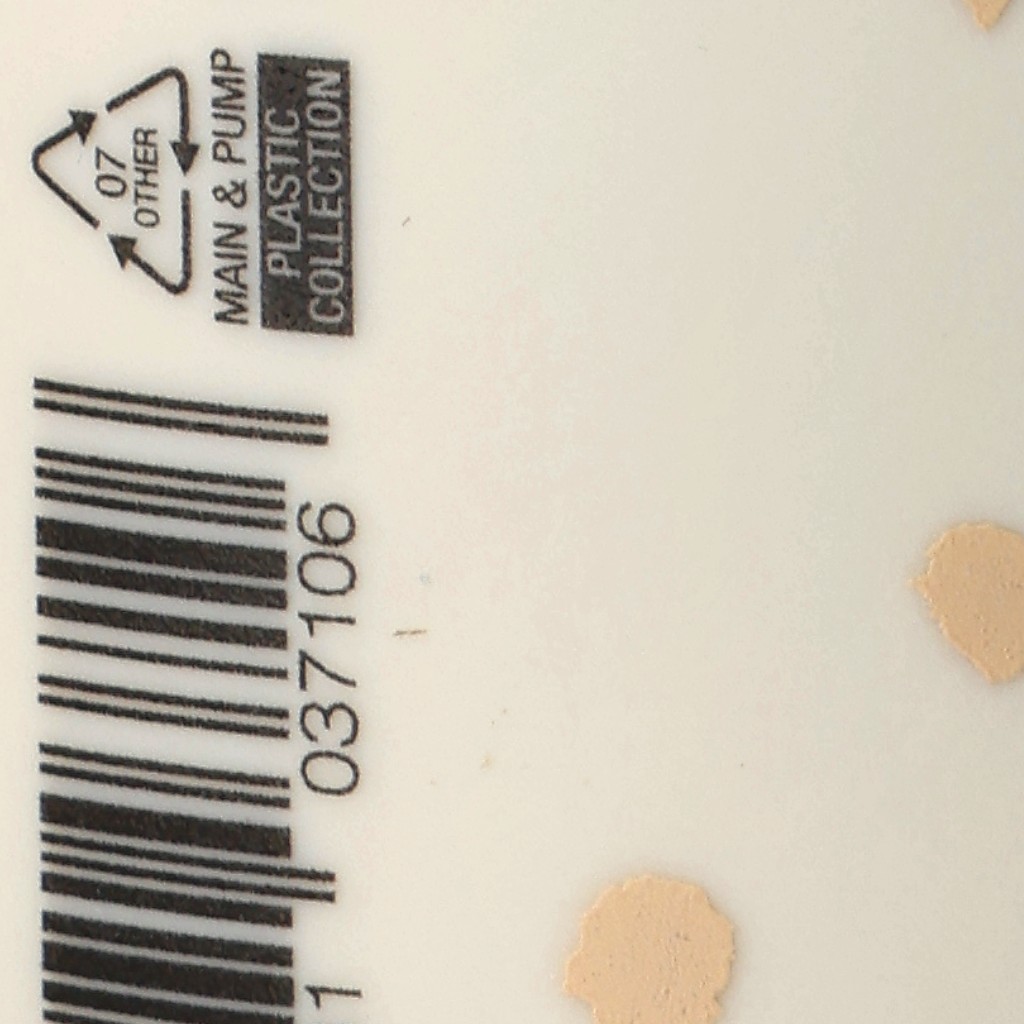 07
OTHER
MAIN & PUMP
PLASTIC
COLLECTION
1 037106